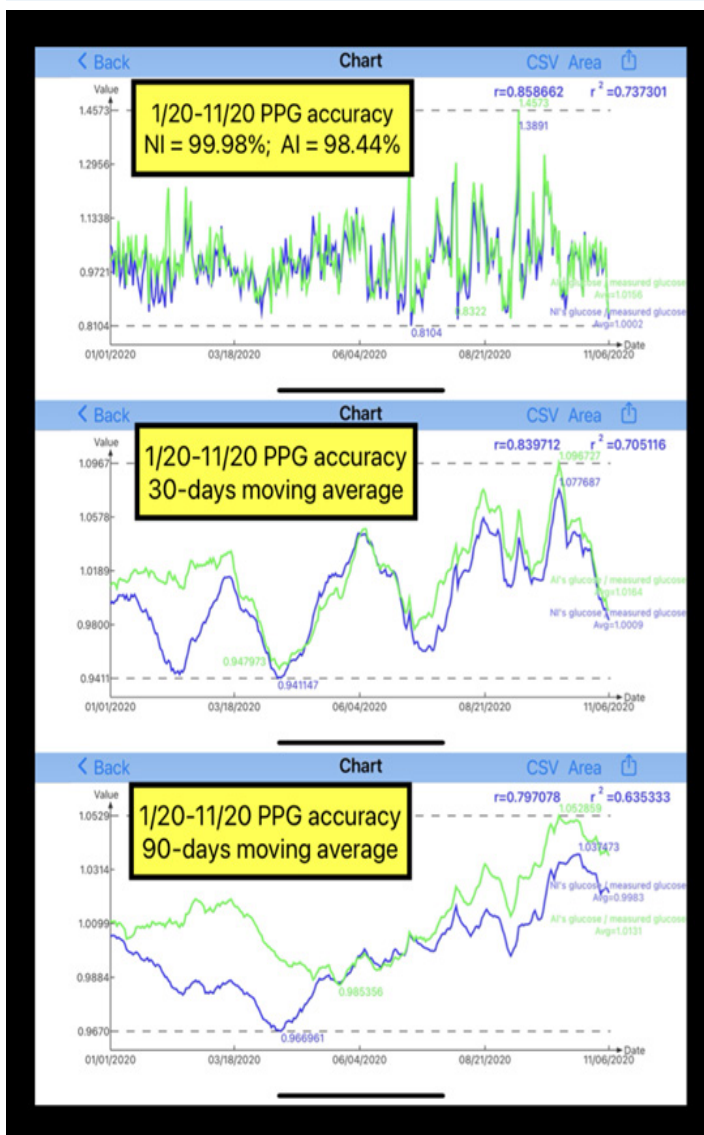 Back Chart CSV Area
Value
r=0.858662 r²=0.737301
1/20-11/20 PPG accuracy
NI = 99.98%; AI = 98.44%
1.4573
1.4573
1.3891
1.2956
1.1338
0.9721
AI's glucose / measured glucose
Avg=1.0156
0.8322
NI's glucose / measured glucose
Avg=1.0002
0.8104
0.8104
Date
01/01/2020 03/18/2020 06/04/2020 08/21/2020 11/06/2020
Back Chart CSV Area
Value
r=0.839712 r²=0.705116
1/20-11/20 PPG accuracy
30-days moving average
1.0967
1.096727
1.077687
1.0578
1.0189
AI's glucose / measured glucose
Avg=1.0164
NI's glucose / measured glucose
Avg=1.0009
0.9800
0.947973
0.9411
0.941147
Date
01/01/2020 03/18/2020 06/04/2020 08/21/2020 11/06/2020
Back Chart CSV Area
Value
r=0.797078 r²=0.635333
1/20-11/20 PPG accuracy
90-days moving average
1.0529
1.052859
1.037473
1.0314
NI's glucose / measured glucose
Avg=0.9983
1.0099
AI's glucose / measured glucose
Avg=1.0131
0.9884
0.985356
0.9670
0.966961
Date
01/01/2020 03/18/2020 06/04/2020 08/21/2020 11/06/2020